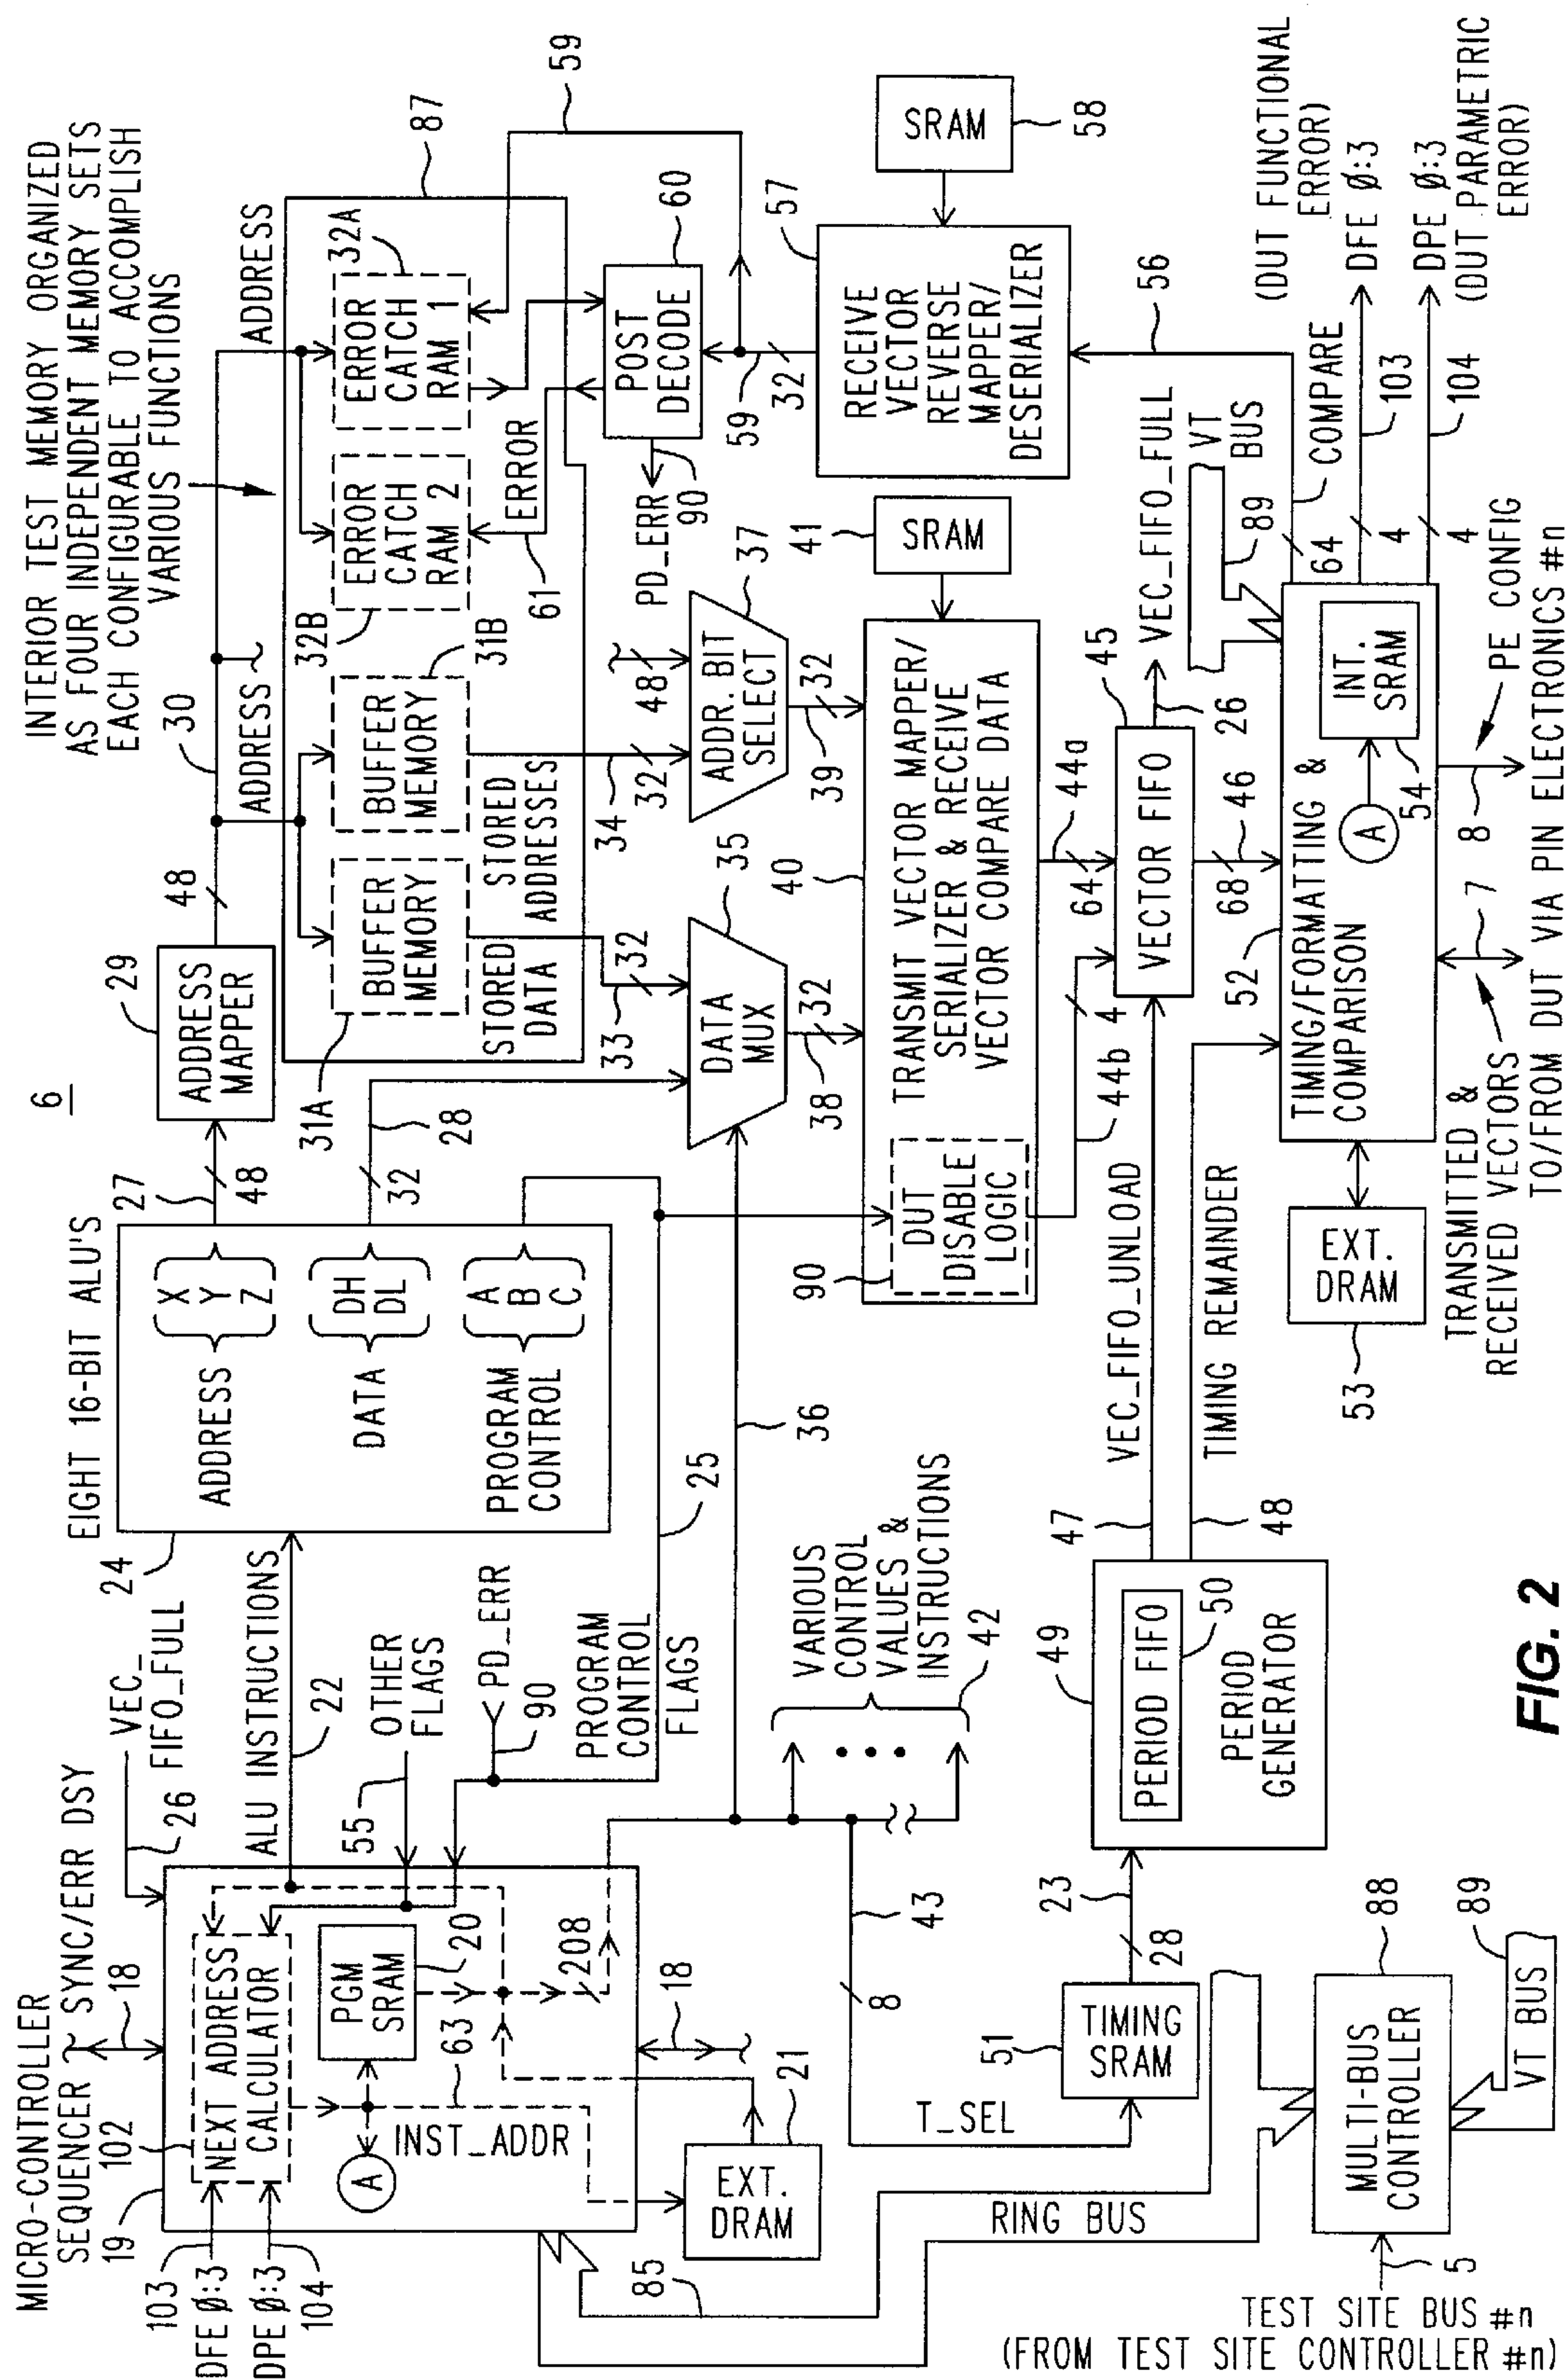 6
MICRO-CONTROLLER
SEQUENCER
SYNC/ERR DSY
18
19
26
VEC_
FIFO_FULL
103
DFE Ø:3
DPE Ø:3
104
102
NEXT ADDRESS
CALCULATOR
PGM
SRAM
20
63
A
INST_ADDR
208
18
ALU INSTRUCTIONS
22
55
OTHER
FLAGS
PD_ERR
90
PROGRAM
CONTROL
FLAGS
25
EXT.
DRAM
21
EIGHT 16-BIT ALU'S
24
ADDRESS
X
Y
Z
DATA
DH
DL
PROGRAM
CONTROL
A
B
C
27
48
32
28
ADDRESS
MAPPER
29
48
30
ADDRESS
ADDRESS
INTERIOR TEST MEMORY ORGANIZED
AS FOUR INDEPENDENT MEMORY SETS
EACH CONFIGURABLE TO ACCOMPLISH
VARIOUS FUNCTIONS
87
31A
BUFFER
MEMORY
31B
BUFFER
MEMORY
32B
ERROR
CATCH
RAM 2
32A
ERROR
CATCH
RAM 1
STORED
DATA
STORED
ADDRESSES
33
32
34
32
48
61
ERROR
59
POST
DECODE
60
PD_ERR
90
59
32
36
DATA
MUX
35
38
32
ADDR. BIT
SELECT
37
39
32
VARIOUS
CONTROL
VALUES &
INSTRUCTIONS
42
43
8
T_SEL
TRANSMIT VECTOR MAPPER/
SERIALIZER & RECEIVE
VECTOR COMPARE DATA
40
DUT
DISABLE
LOGIC
90
SRAM
41
RECEIVE
VECTOR
REVERSE
MAPPER/
DESERIALIZER
57
SRAM
58
44a
64
44b
4
VECTOR FIFO
45
26
VEC_FIFO_FULL
68
46
VT
BUS
89
56
64
COMPARE
TIMING
SRAM
51
23
28
PERIOD FIFO
50
PERIOD
GENERATOR
49
47
VEC_FIFO_UNLOAD
48
TIMING REMAINDER
TIMING/FORMATTING &
COMPARISON
52
A
INT.
SRAM
54
EXT.
DRAM
53
(DUT FUNCTIONAL
ERROR)
DFE Ø:3
103
4
DPE Ø:3
(DUT PARAMETRIC
ERROR)
104
4
7
8
PE CONFIG
TRANSMITTED &
RECEIVED VECTORS
TO/FROM DUT VIA PIN ELECTRONICS #n
85
RING BUS
MULTI-BUS
CONTROLLER
88
VT BUS
89
5
TEST SITE BUS #n
(FROM TEST SITE CONTROLLER #n)
FIG. 2